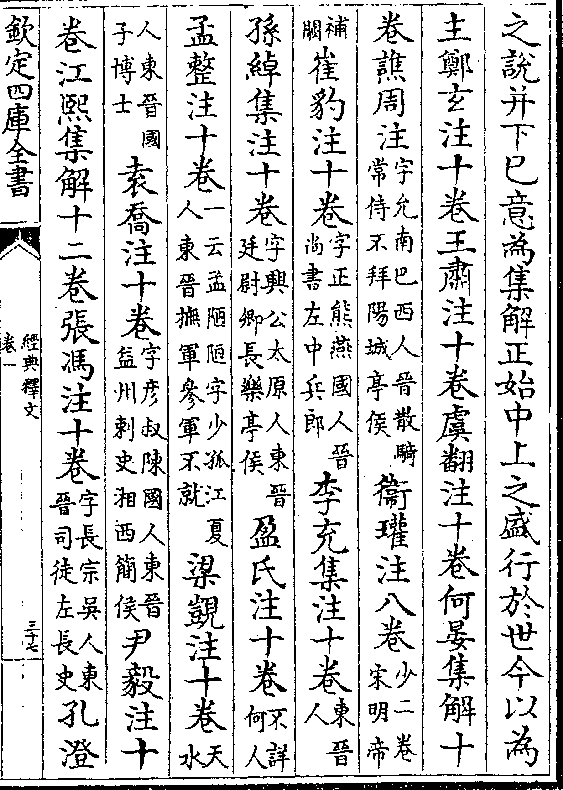 之說并下已意為集解正始中上之盛行於世今以為
主鄭玄注十卷王肅注十卷虞翻注十卷何晏集解十
卷譙周注字允南巴西人晉散騎常侍不拜陽城亭侯衞瓘注八卷少二卷宋明帝
補闕崔豹注十卷字正熊燕國人晉尚書左中兵郎李充集注十卷東晉人
孫綽集注十卷字興公太原人東晉廷尉卿長樂亭侯盈氏注十卷不詳何人
孟整注十卷一云孟陋陋字少孤江夏人東晉撫軍參軍不就梁覬注十卷天水
人東晉國子博士袁喬注十卷字彦叔陳國人東晉益州刺史湘西簡侯尹毅注十
卷江熙集解十二卷張馮注十卷字長宗吳人東晉司徒左長史孔澄
欽定四庫全書
經典釋文
卷一
三十七